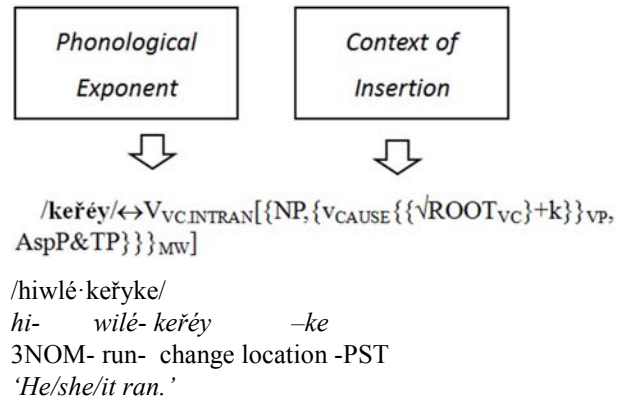 Phonological Exponent
Context of Insertion
/keřéy/↔V_VC.INTRAN[{NP,{v_CAUSE{{√ROOT_VC}+k}}_VP,
AspP&TP}}}_MW]
/hiwlé·keřyke/
hi- wilé- keřéy –ke
3NOM- run- change location -PST
‘He/she/it ran.’